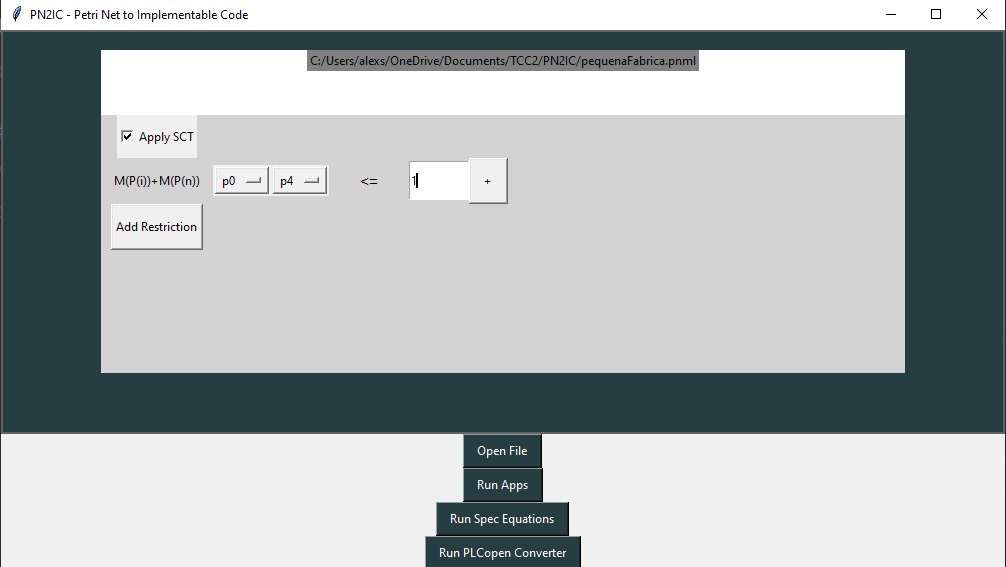 PN2IC - Petri Net to Implementable Code
C:/Users/alexs/OneDrive/Documents/TCC2/PN2IC/pequenaFabrica.pnml
Apply SCT
M(P(i))+M(P(n)) p0 p4 <= 1 +
Add Restriction
Open File
Run Apps
Run Spec Equations
Run PLCopen Converter